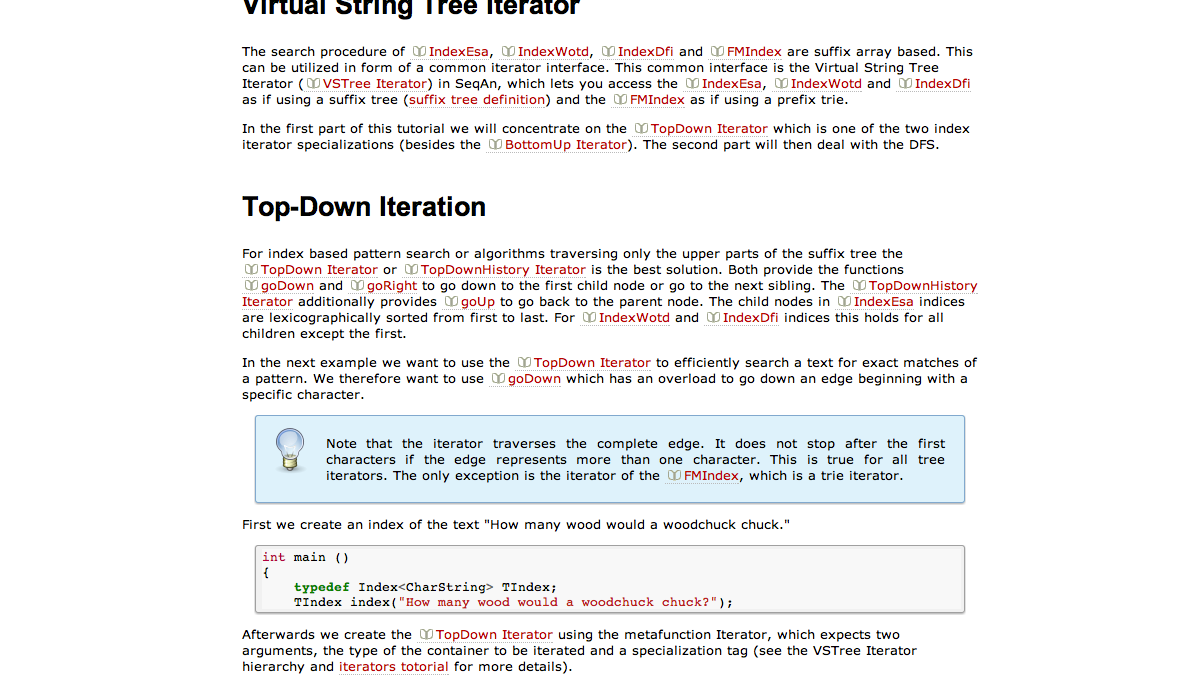 Virtual String Tree Iterator
The search procedure of IndexEsa, IndexWotd, IndexDfi and FMIndex are suffix array based. This
can be utilized in form of a common iterator interface. This common interface is the Virtual String Tree
Iterator ( VSTree Iterator) in SeqAn, which lets you access the IndexEsa, IndexWotd and IndexDfi
as if using a suffix tree (suffix tree definition) and the FMIndex as if using a prefix trie.
In the first part of this tutorial we will concentrate on the TopDown Iterator which is one of the two index
iterator specializations (besides the BottomUp Iterator). The second part will then deal with the DFS.
Top-Down Iteration
For index based pattern search or algorithms traversing only the upper parts of the suffix tree the
TopDown Iterator or TopDownHistory Iterator is the best solution. Both provide the functions
goDown and goRight to go down to the first child node or go to the next sibling. The TopDownHistory
Iterator additionally provides goUp to go back to the parent node. The child nodes in IndexEsa indices
are lexicographically sorted from first to last. For IndexWotd and IndexDfi indices this holds for all
children except the first.
In the next example we want to use the TopDown Iterator to efficiently search a text for exact matches of
a pattern. We therefore want to use goDown which has an overload to go down an edge beginning with a
specific character.
Note that the iterator traverses the complete edge. It does not stop after the first
characters if the edge represents more than one character. This is true for all tree
iterators. The only exception is the iterator of the FMIndex, which is a trie iterator.
First we create an index of the text "How many wood would a woodchuck chuck."
int main ()
{
    typedef Index<CharString> TIndex;
    TIndex index("How many wood would a woodchuck chuck?");
Afterwards we create the TopDown Iterator using the metafunction Iterator, which expects two
arguments, the type of the container to be iterated and a specialization tag (see the VSTree Iterator
hierarchy and iterators totorial for more details).